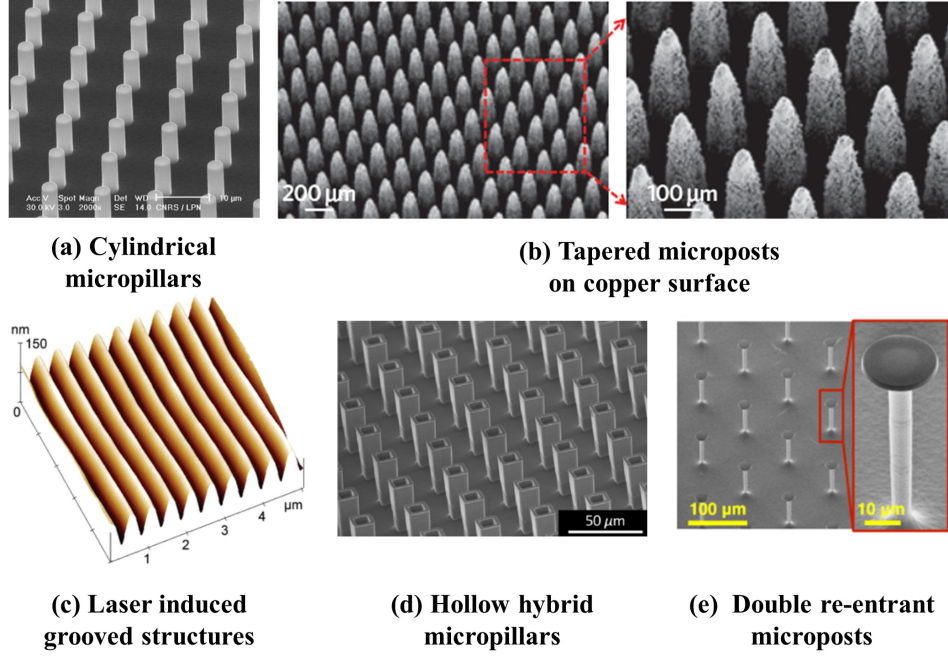 Acc.V Spot Magn Det WD 10 µm
30.0 kV 3.0 2000x SE 14.0 CNRS / LPN
200 µm
100 µm
(a) Cylindrical
micropillars
(b) Tapered microposts
on copper surface
nm
150
0
µm
1
2
3
4
50 µm
100 µm
10 µm
(c) Laser induced
grooved structures
(d) Hollow hybrid
micropillars
(e) Double re-entrant
microposts